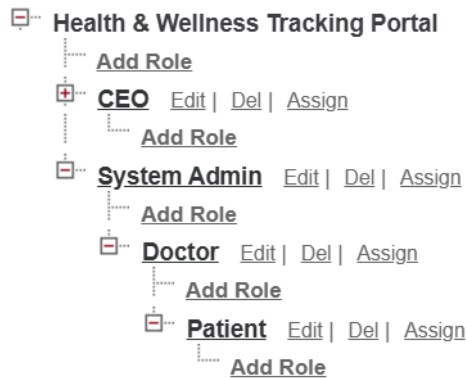 Health & Wellness Tracking Portal
Add Role
CEO Edit | Del | Assign
Add Role
System Admin Edit | Del | Assign
Add Role
Doctor Edit | Del | Assign
Add Role
Patient Edit | Del | Assign
Add Role